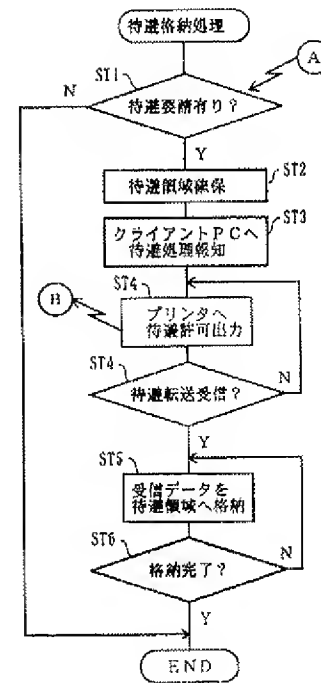 待避格納処理
A
ST1
N
待避要請有り?
Y
ST2
待避領域確保
ST3
クライアントPCへ
待避処理報知
ST4
B
プリンタへ
待避許可出力
ST4
N
待避転送受信?
Y
ST5
受信データを
待避領域へ格納
ST6
N
格納完了?
Y
END